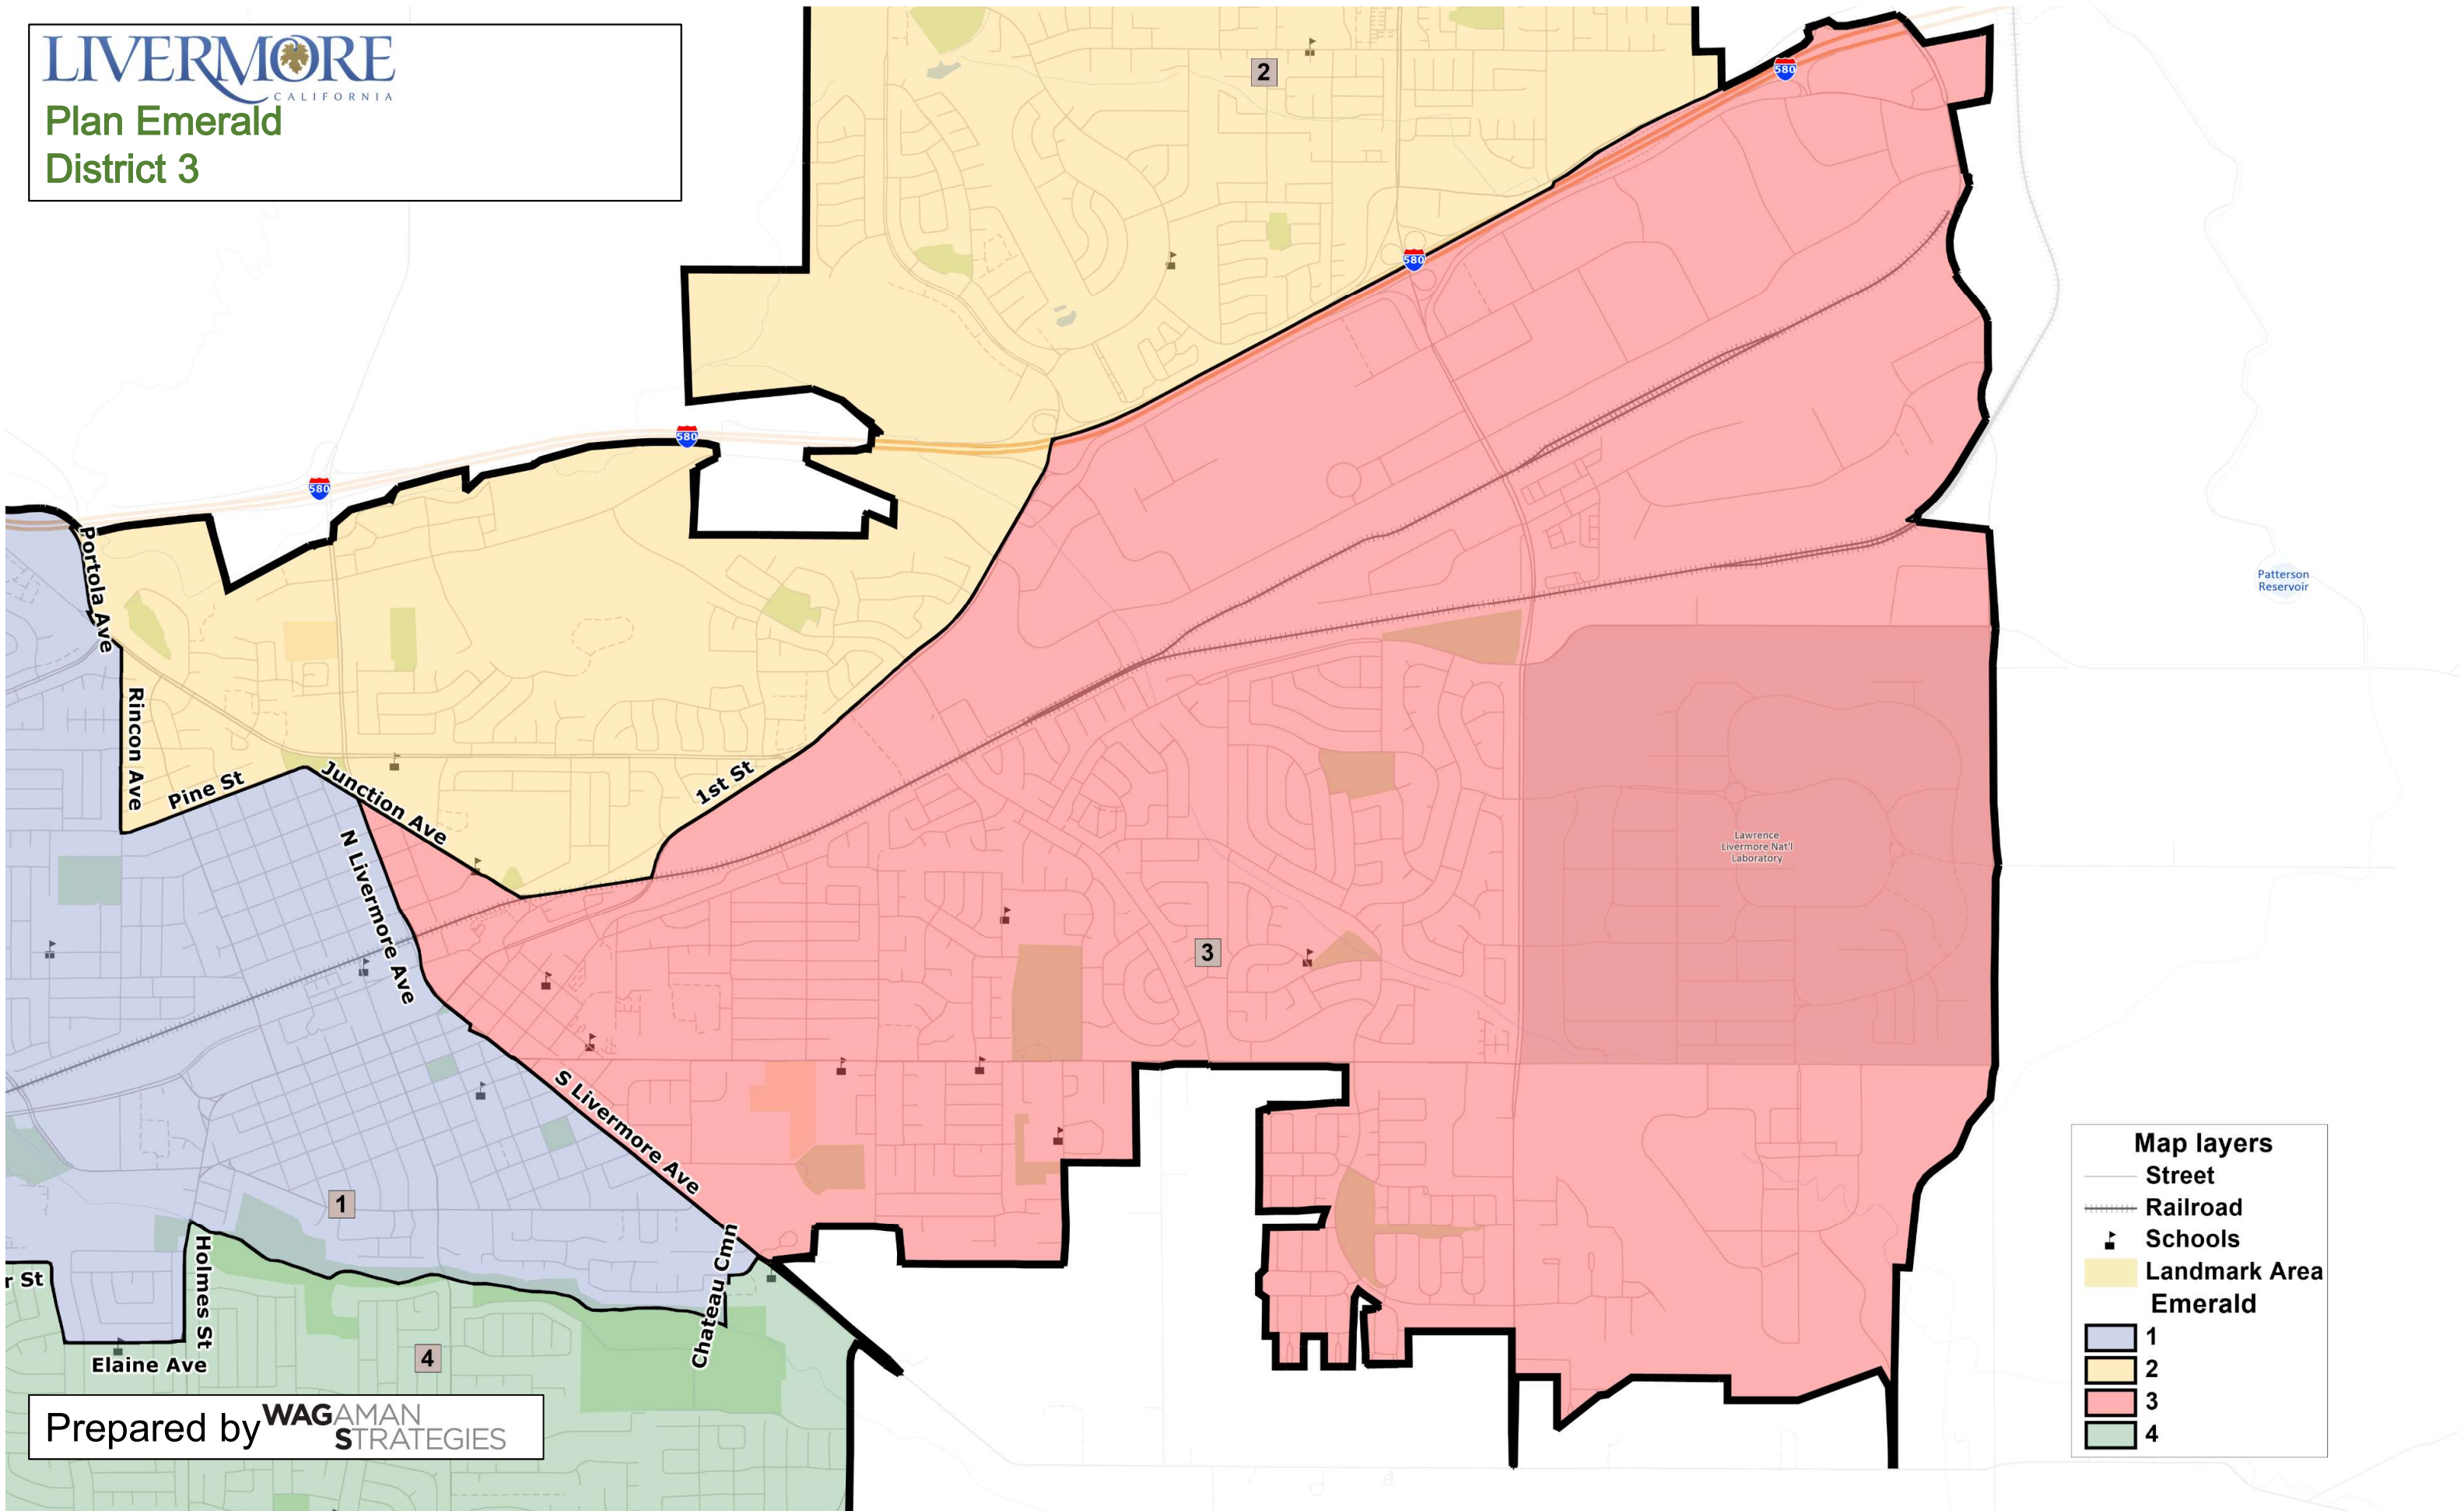 LIVERMORE
CALIFORNIA
Plan Emerald
District 3
2
580
580
580
580
Portola Ave
Rincon Ave
Pine St
Junction Ave
1st St
N Livermore Ave
Patterson
Reservoir
Lawrence
Livermore Nat'l
Laboratory
3
S Livermore Ave
1
Chateau Cmn
Holmes St
r St
Elaine Ave
4
Prepared by WAGAMAN
STRATEGIES
Map layers
Street
Railroad
Schools
Landmark Area
Emerald
1
2
3
4